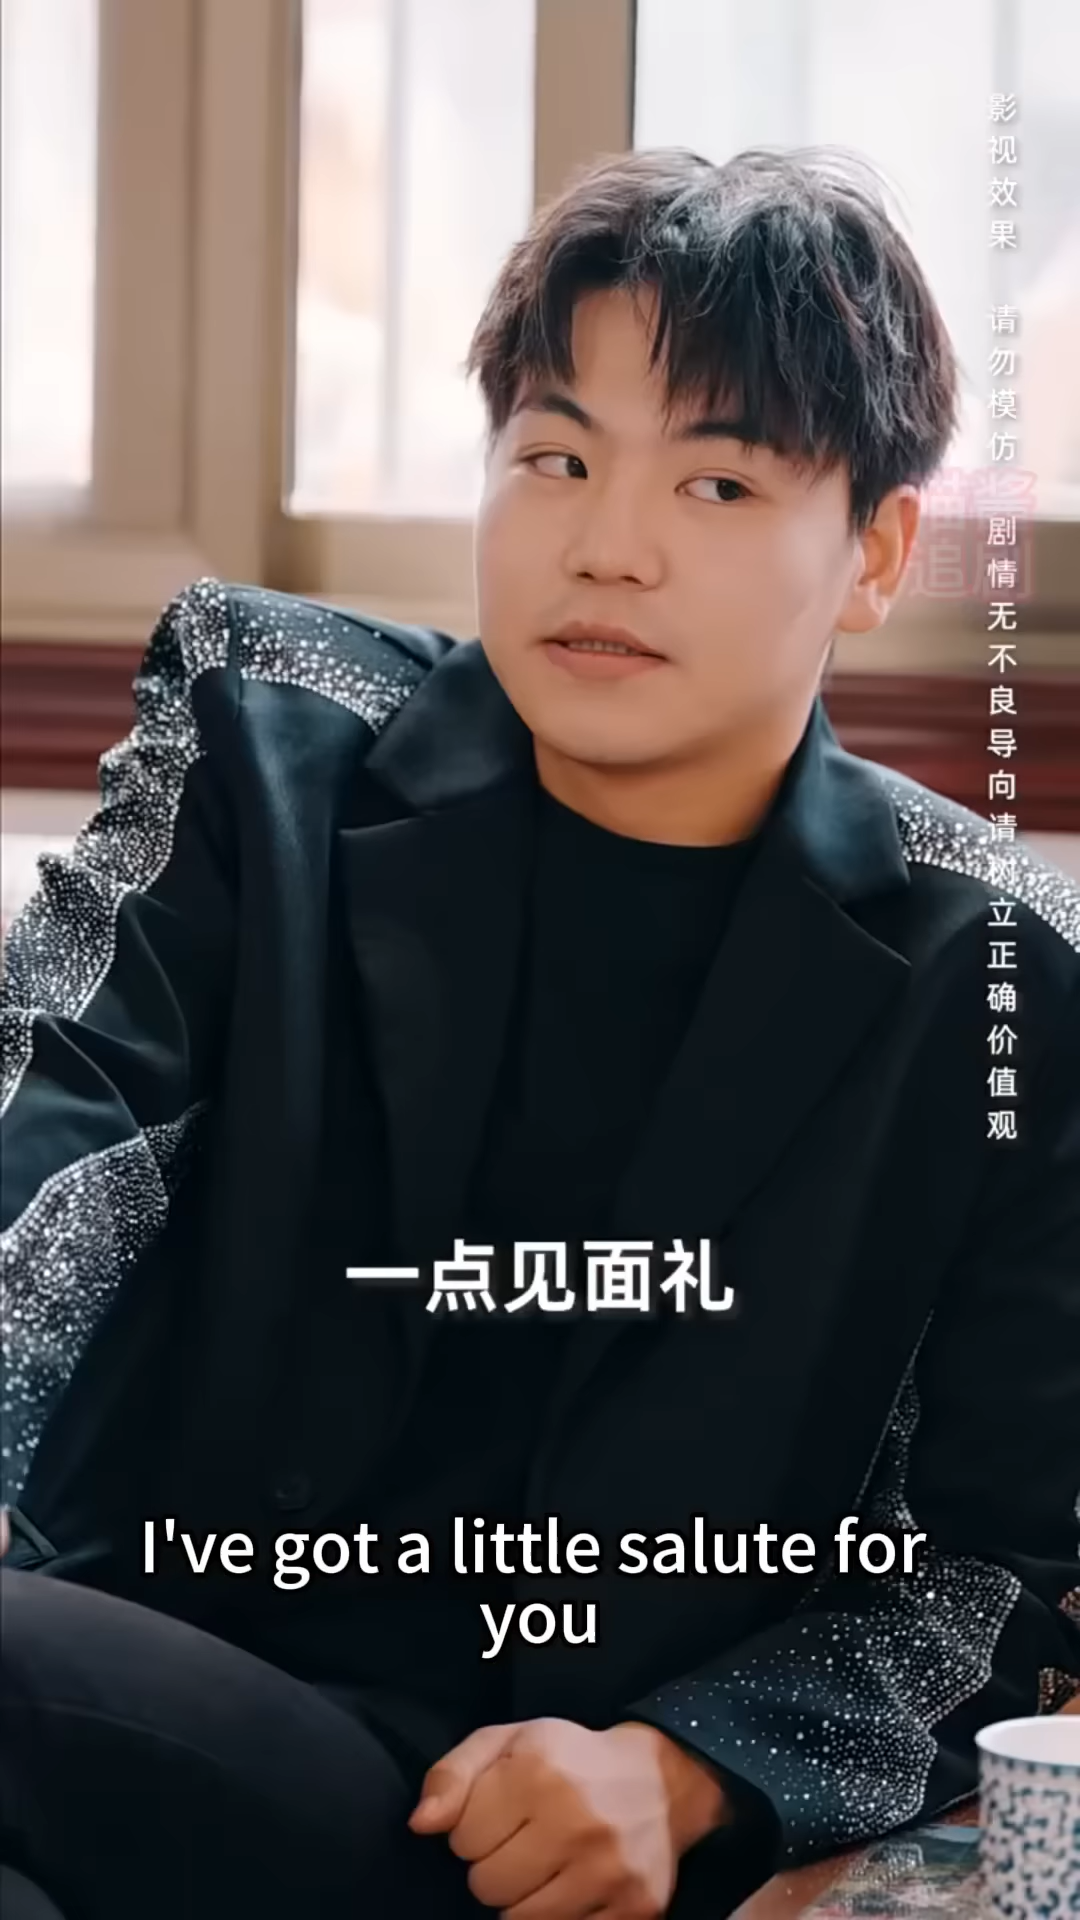 影视效果 请勿模仿 剧情无不良导向请树立正确价值观
一点见面礼
I've got a little salute for
you